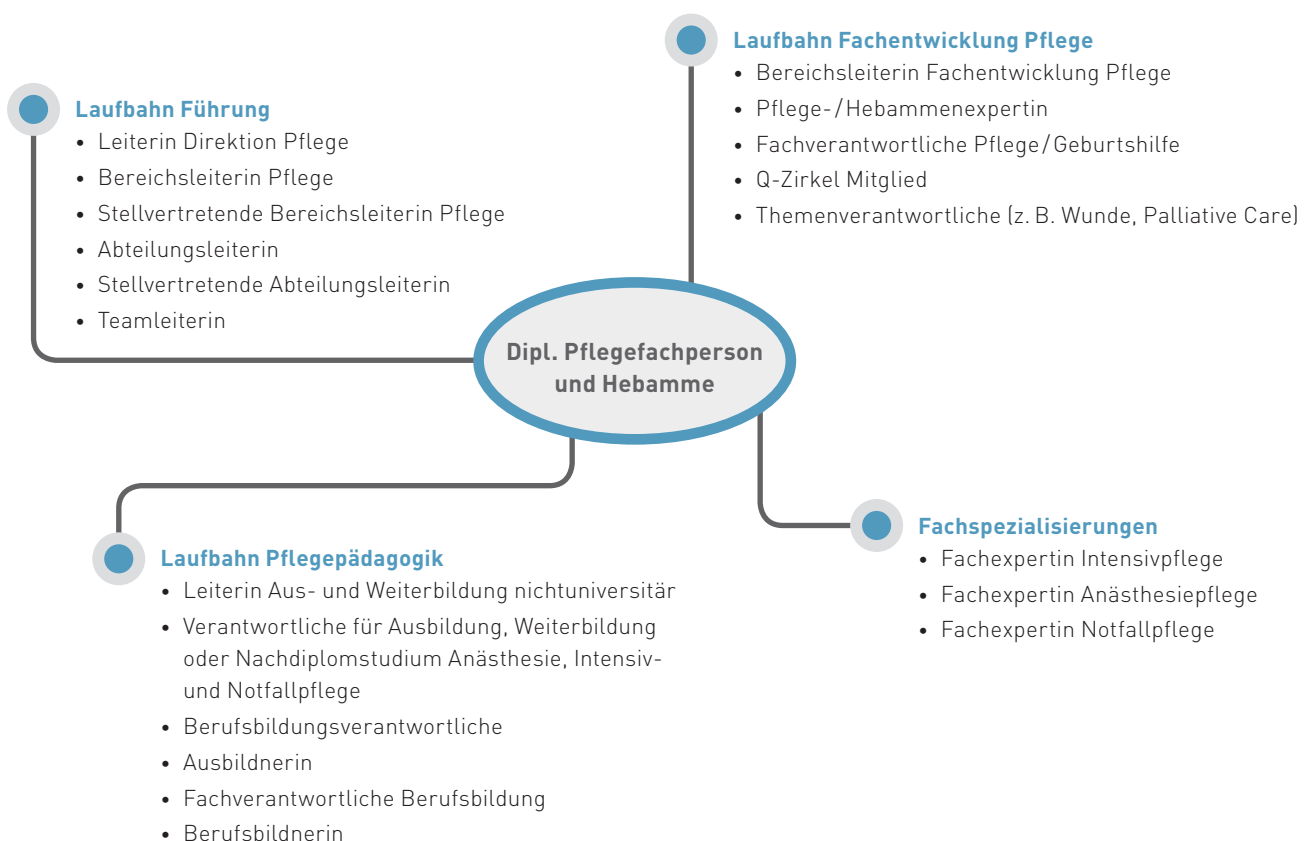 Laufbahn Fachentwicklung Pflege
• Bereichsleiterin Fachentwicklung Pflege
• Pflege-/Hebammenexpertin
• Fachverantwortliche Pflege/Geburtshilfe
• Q-Zirkel Mitglied
• Themenverantwortliche (z. B. Wunde, Palliative Care)
Laufbahn Führung
• Leiterin Direktion Pflege
• Bereichsleiterin Pflege
• Stellvertretende Bereichsleiterin Pflege
• Abteilungsleiterin
• Stellvertretende Abteilungsleiterin
• Teamleiterin
Dipl. Pflegefachperson
und Hebamme
Laufbahn Pflegepädagogik
• Leiterin Aus- und Weiterbildung nichtuniversitär
• Verantwortliche für Ausbildung, Weiterbildung
oder Nachdiplomstudium Anästhesie, Intensiv-
und Notfallpflege
• Berufsbildungsverantwortliche
• Ausbildnerin
• Fachverantwortliche Berufsbildung
• Berufsbildnerin
Fachspezialisierungen
• Fachexpertin Intensivpflege
• Fachexpertin Anästhesiepflege
• Fachexpertin Notfallpflege